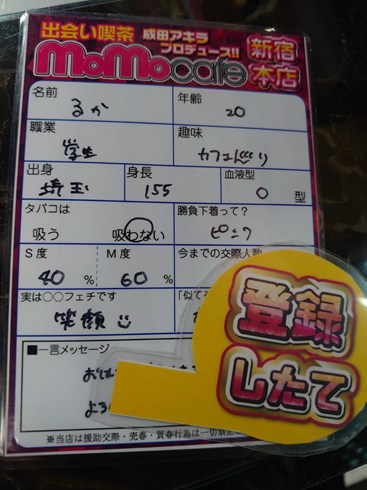 出会い喫茶 成田アキラ プロデュース!!
MoMocafe 新宿本店
名前 るか
年齢 20
職業 学生
趣味 カフェ巡り
出身 埼玉
身長 155
血液型 O 型
タバコは 吸う 吸わない
勝負下着って? ピンク
S度 40 %
M度 60 %
今までの交際人数
実は○○フェチです 笑顔
「似てる
■一言メッセージ
おは
よろ
※当店は援助交際・売春・買春行為は一切禁
登録
したて